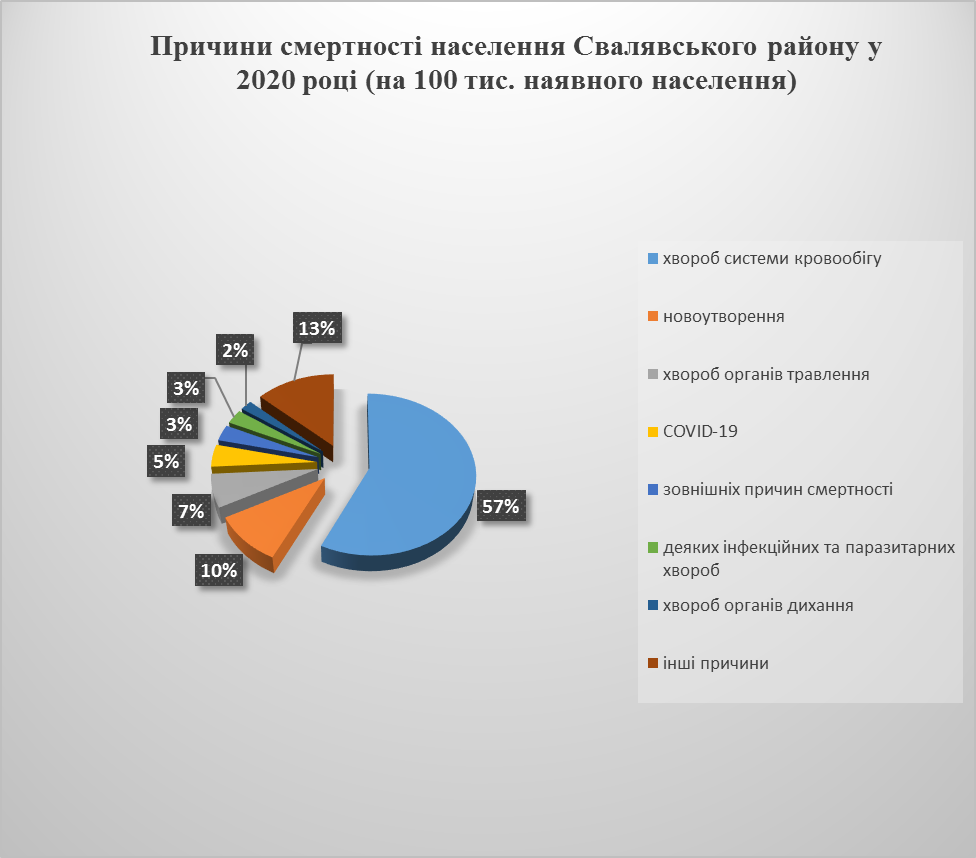 Причини смертності населення Свалявського району у
2020 році (на 100 тис. наявного населення)
13%
2%
3%
3%
5%
7%
10%
57%
хвороб системи кровообігу
новоутворення
хвороб органів травлення
COVID-19
зовнішніх причин смертності
деяких інфекційних та паразитарних
хвороб
хвороб органів дихання
інші причини